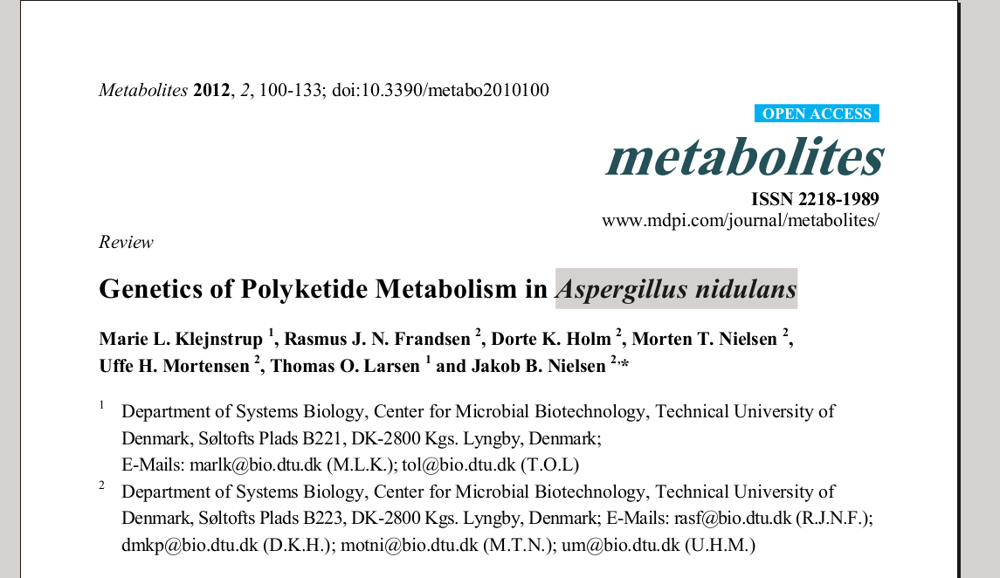 Metabolites 2012, 2, 100-133; doi:10.3390/metabo2010100
OPEN ACCESS
metabolites
ISSN 2218-1989
www.mdpi.com/journal/metabolites/
Review
Genetics of Polyketide Metabolism in Aspergillus nidulans
Marie L. Klejnstrup 1, Rasmus J. N. Frandsen 2, Dorte K. Holm 2, Morten T. Nielsen 2,
Uffe H. Mortensen 2, Thomas O. Larsen 1 and Jakob B. Nielsen 2,*
1 Department of Systems Biology, Center for Microbial Biotechnology, Technical University of
Denmark, Søltofts Plads B221, DK-2800 Kgs. Lyngby, Denmark;
E-Mails: marlk@bio.dtu.dk (M.L.K.); tol@bio.dtu.dk (T.O.L)
2 Department of Systems Biology, Center for Microbial Biotechnology, Technical University of
Denmark, Søltofts Plads B223, DK-2800 Kgs. Lyngby, Denmark; E-Mails: rasf@bio.dtu.dk (R.J.N.F.);
dmkp@bio.dtu.dk (D.K.H.); motni@bio.dtu.dk (M.T.N.); um@bio.dtu.dk (U.H.M.)